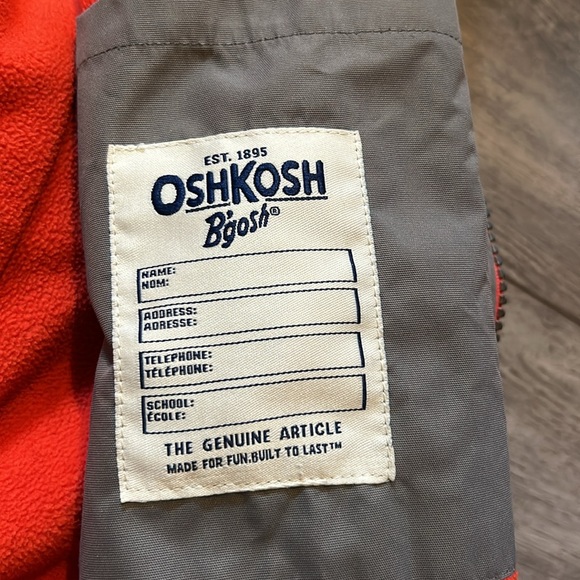 EST. 1895
OSHKOSH
B'gosh®
NAME:
NOM:
ADDRESS:
ADRESSE:
TELEPHONE:
TÉLÉPHONE:
SCHOOL:
ÉCOLE:
THE GENUINE ARTICLE
MADE FOR FUN.BUILT TO LAST™